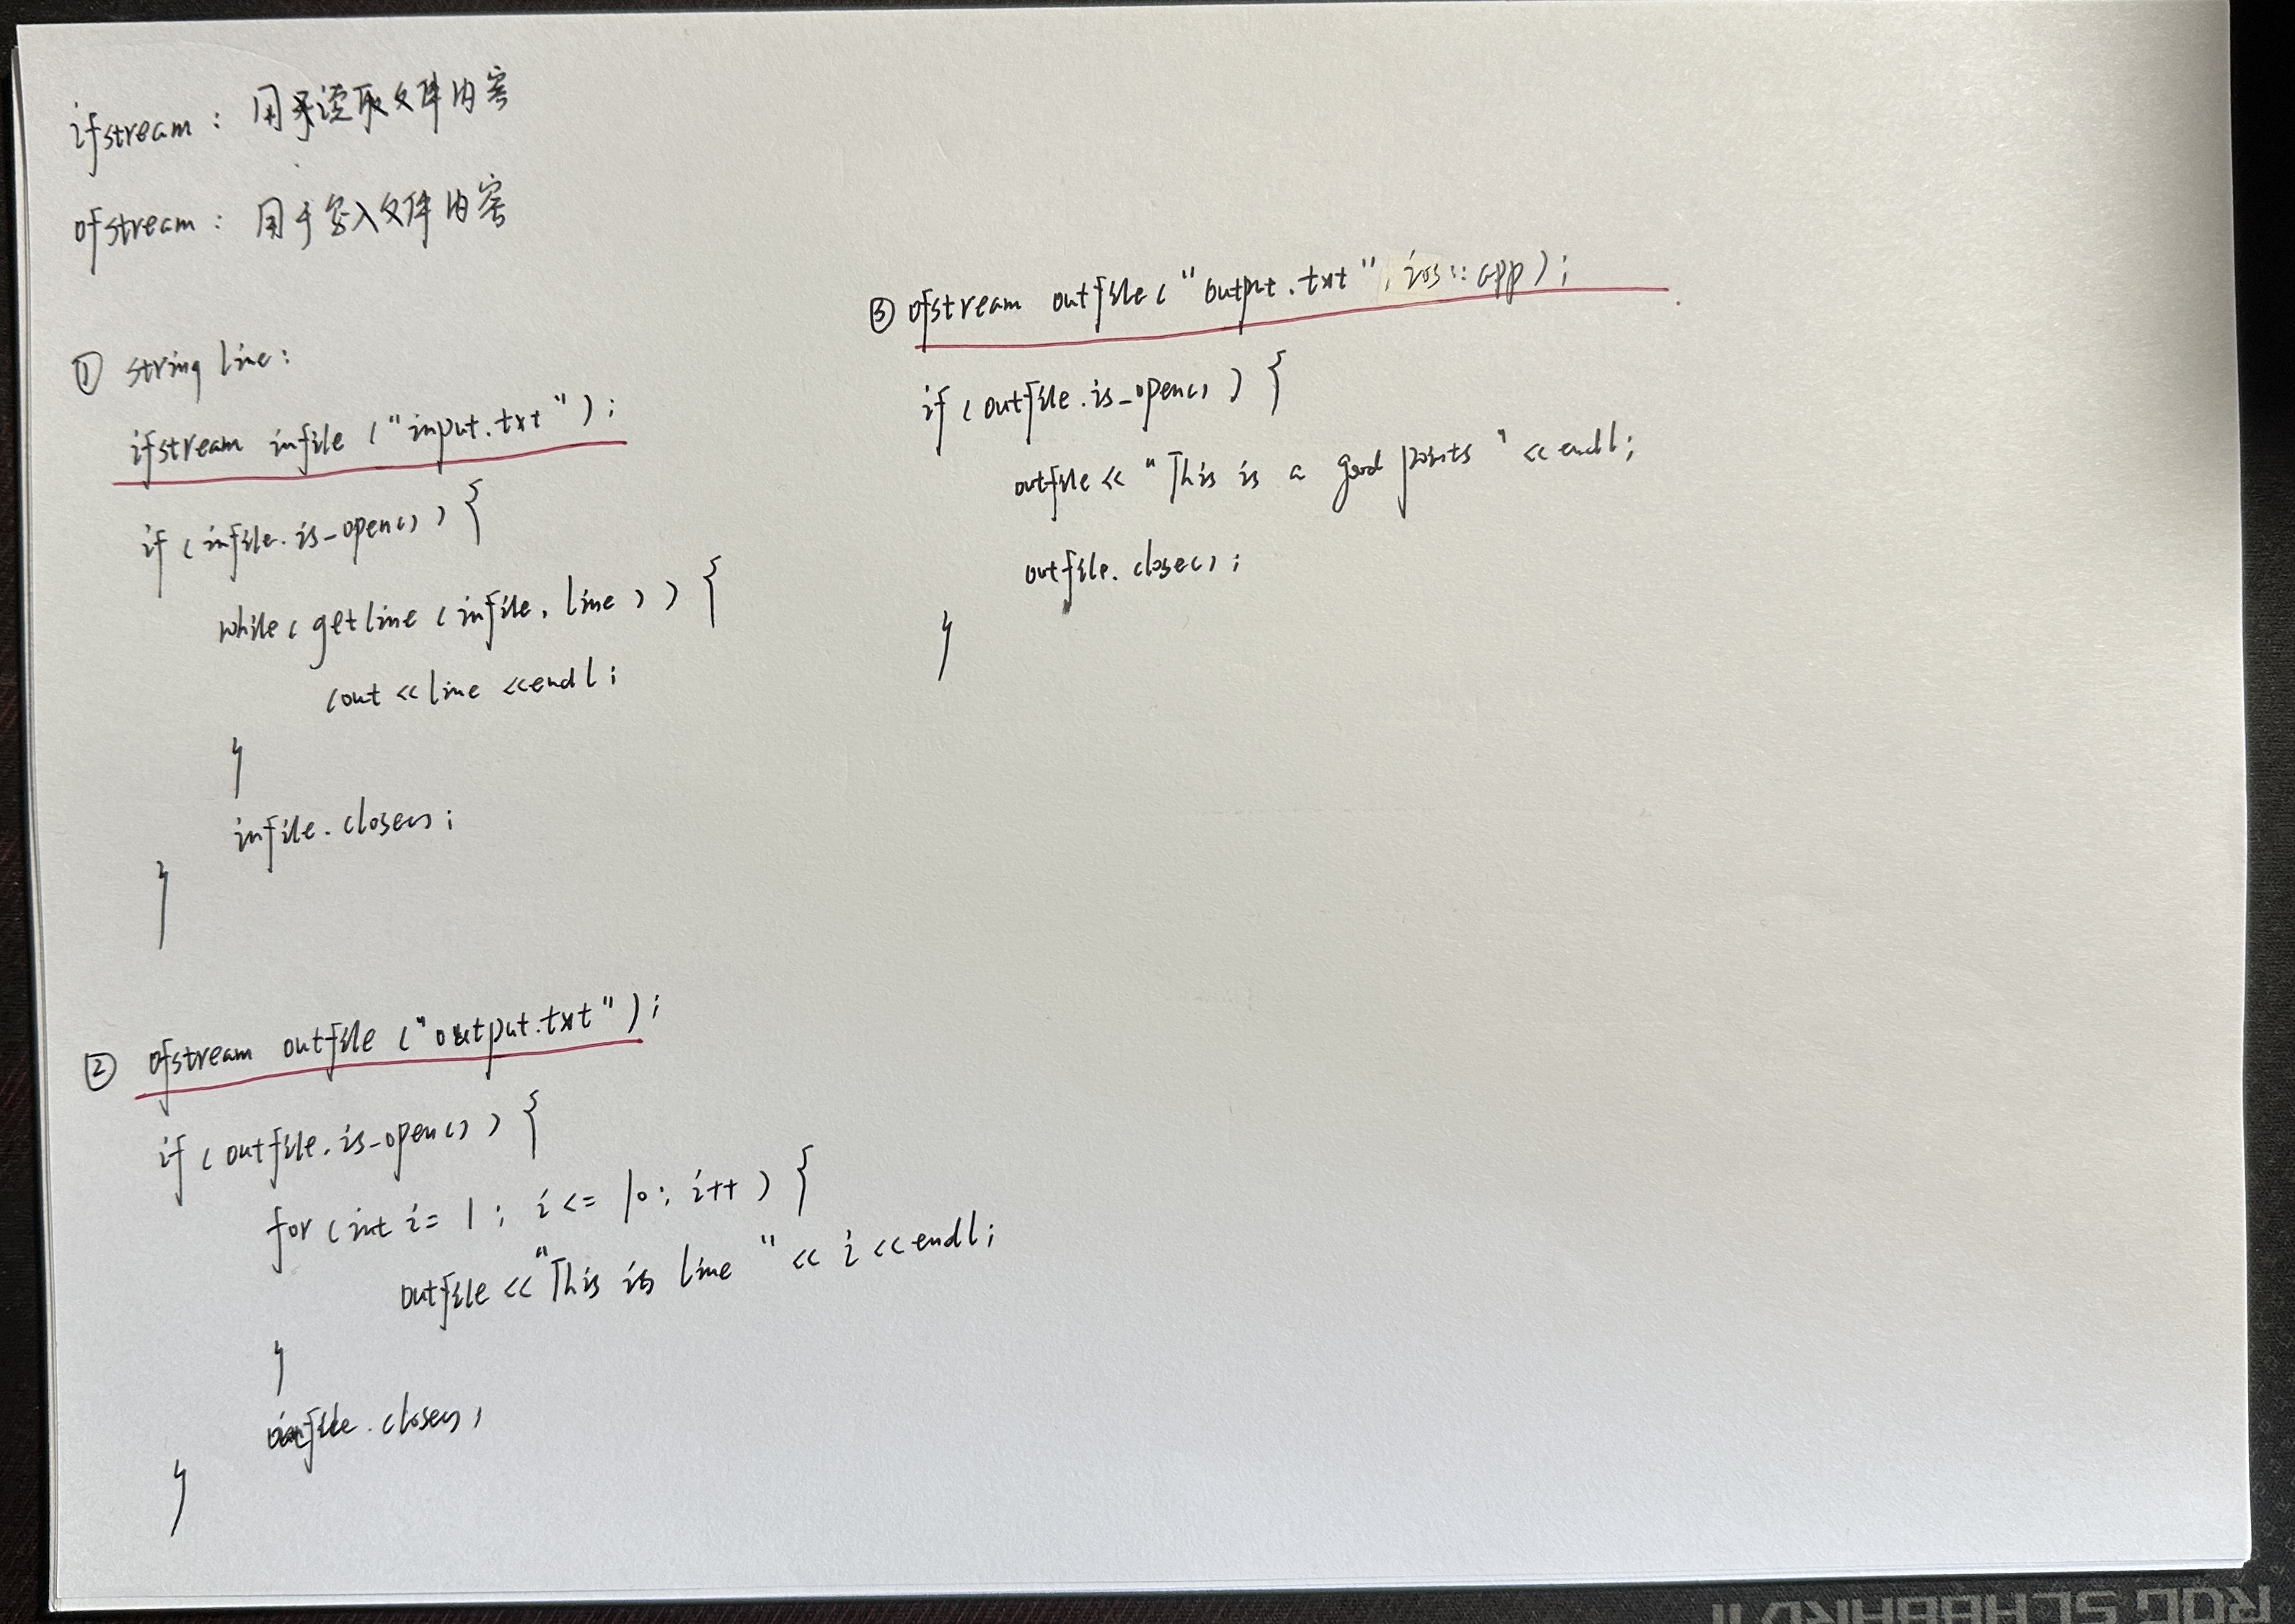 ifstream : 用来读取文件内容
ofstream : 用于写入文件内容
① string line;
ifstream infile ("input.txt");
if (infile.is_open()) {
while (getline (infile, line)) {
cout << line << endl;
}
infile.close();
}
② ofstream outfile ("output.txt");
if (outfile.is_open()) {
for (int i = 1; i <= 10; i++) {
outfile << "This is line " << i << endl;
}
file.close();
}
③ ofstream outfile ("output.txt", ios::app);
if (outfile.is_open()) {
outfile << "This is a good points" << endl;
outfile.close();
}